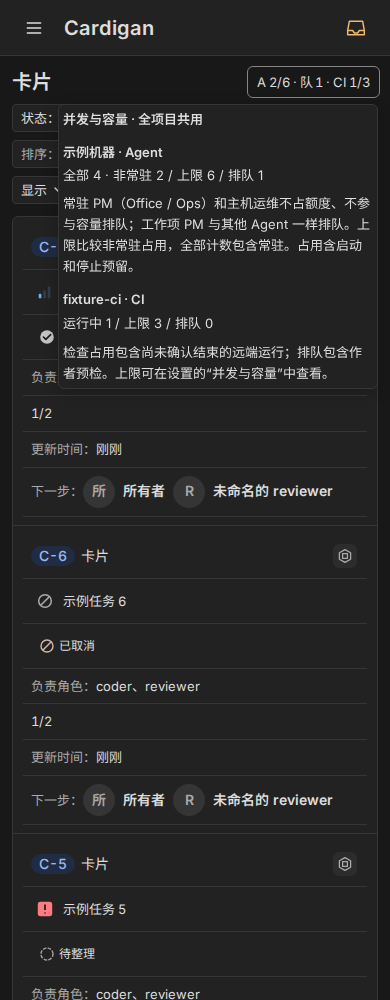 Cardigan
卡片
A 2/6 · 队 1 · CI 1/3
状态：
并发与容量 · 全项目共用
排序：
示例机器 · Agent
全部 4 · 非常驻 2 / 上限 6 / 排队 1
显示
常驻 PM（Office / Ops）和主机运维不占额度、不参
与容量排队；工作项 PM 与其他 Agent 一样排队。上
限比较非常驻占用，全部计数包含常驻。占用含启动
和停止预留。
C-
fixture-ci · CI
运行中 1 / 上限 3 / 排队 0
检查占用包含尚未确认结束的远端运行；排队包含作
者预检。上限可在设置的“并发与容量”中查看。
负责
1/2
更新时间：刚刚
下一步： 所 所有者 R 未命名的 reviewer
C-6 卡片
示例任务 6
已取消
负责角色：coder、reviewer
1/2
更新时间：刚刚
下一步： 所 所有者 R 未命名的 reviewer
C-5 卡片
示例任务 5
待整理
负责角色：coder、reviewer